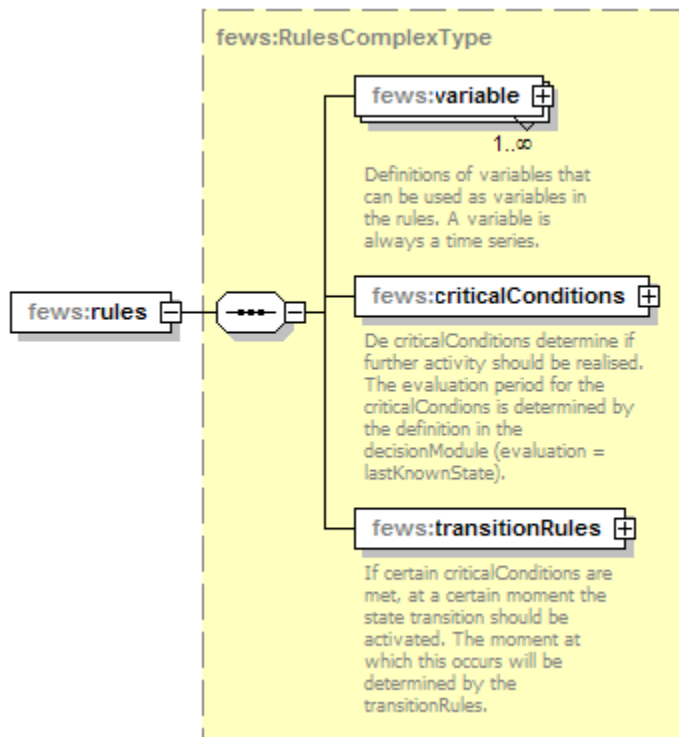 fews:RulesComplexType
fews:variable
1..∞
Definitions of variables that
can be used as variables in
the rules. A variable is
always a time series.
fews:criticalConditions
fews:rules
De criticalConditions determine if
further activity should be realised.
The evaluation period for the
criticalCondions is determined by
the definition in the
decisionModule (evaluation =
lastKnownState).
fews:transitionRules
If certain criticalConditions are
met, at a certain moment the
state transition should be
activated. The moment at
which this occurs will be
determined by the
transitionRules.